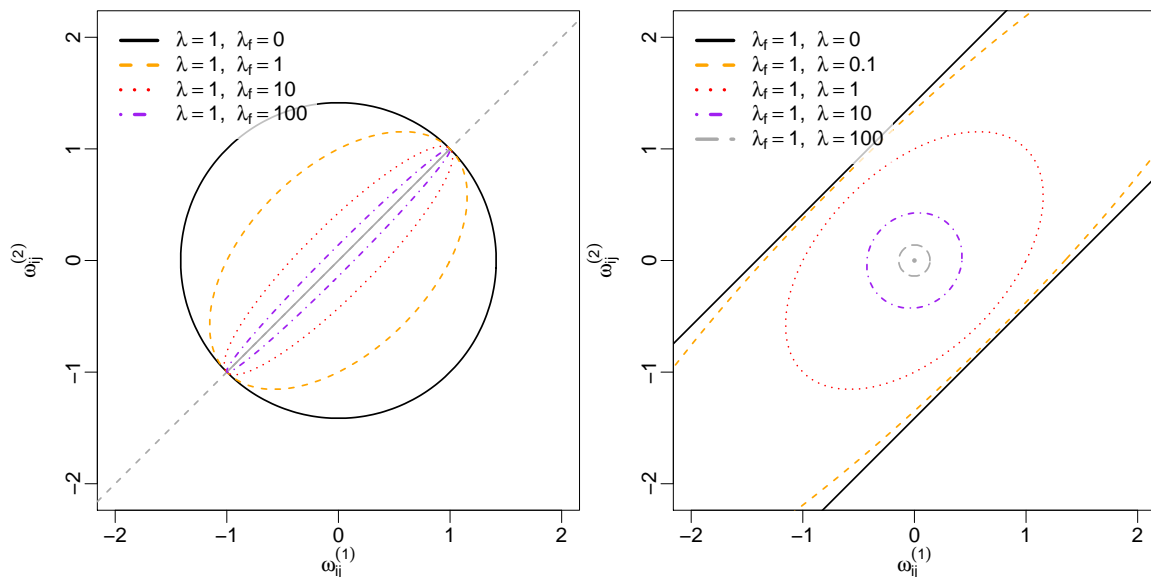 λ = 1, λf = 0
λ = 1, λf = 1
λ = 1, λf = 10
λ = 1, λf = 100
2
1
0
−1
−2
ωij(2)
−2 −1 0 1 2
ωij(1)
λf = 1, λ = 0
λf = 1, λ = 0.1
λf = 1, λ = 1
λf = 1, λ = 10
λf = 1, λ = 100
2
1
0
−1
−2
ωij(2)
−2 −1 0 1 2
ωij(1)